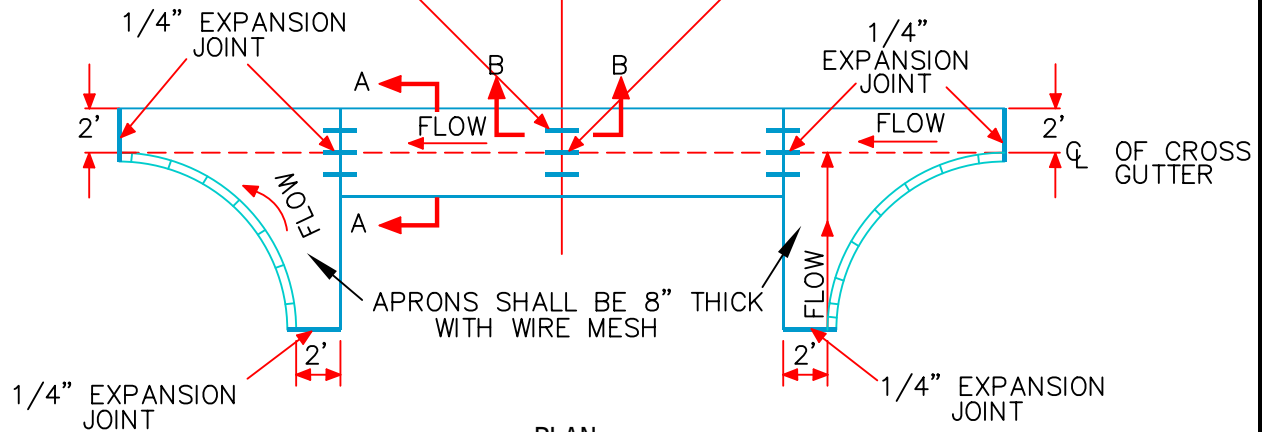 1/4” EXPANSION
JOINT
1/4”
EXPANSION
JOINT
A
B
B
2’
FLOW
FLOW
2’
℄ OF CROSS
GUTTER
FLOW
A
FLOW
APRONS SHALL BE 8” THICK
WITH WIRE MESH
2’
2’
1/4” EXPANSION
JOINT
1/4” EXPANSION
JOINT
PLAN